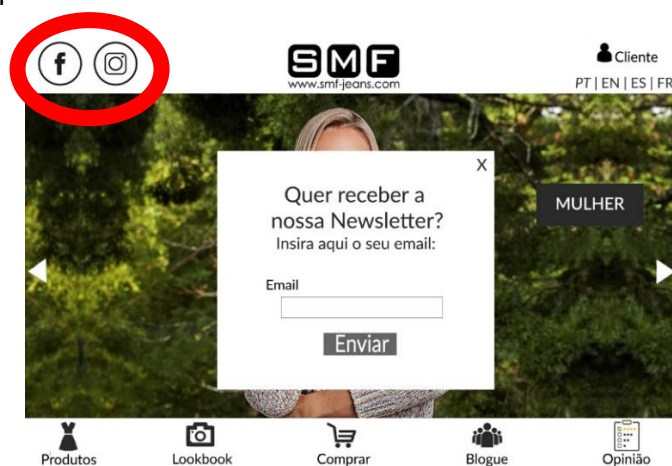 f
SMF
www.smf-jeans.com
Cliente
PT | EN | ES | FR
X
Quer receber a
nossa Newsletter?
Insira aqui o seu email:
MULHER
Email
Enviar
Produtos
Lookbook
Comprar
Blogue
Opinião